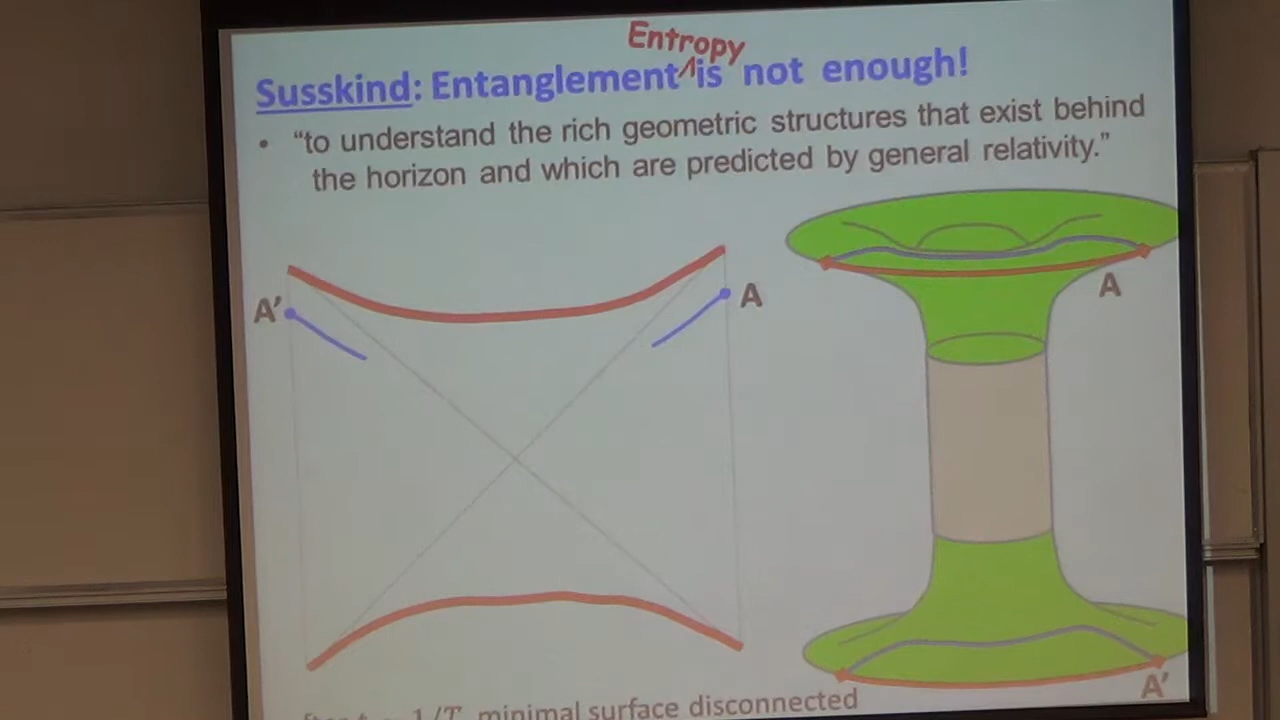 Entropy
Susskind: Entanglement^is not enough!
• “to understand the rich geometric structures that exist behind
the horizon and which are predicted by general relativity.”
A'
A
A
1/T minimal surface disconnected
A'